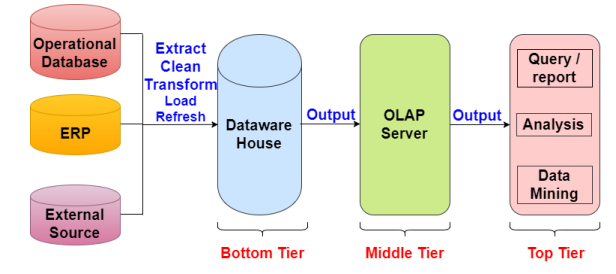 Operational
Database
ERP
External
Source
Extract
Clean
Transform
Load
Refresh
Dataware
House
Output
OLAP
Server
Output
Query /
report
Analysis
Data
Mining
Bottom Tier
Middle Tier
Top Tier